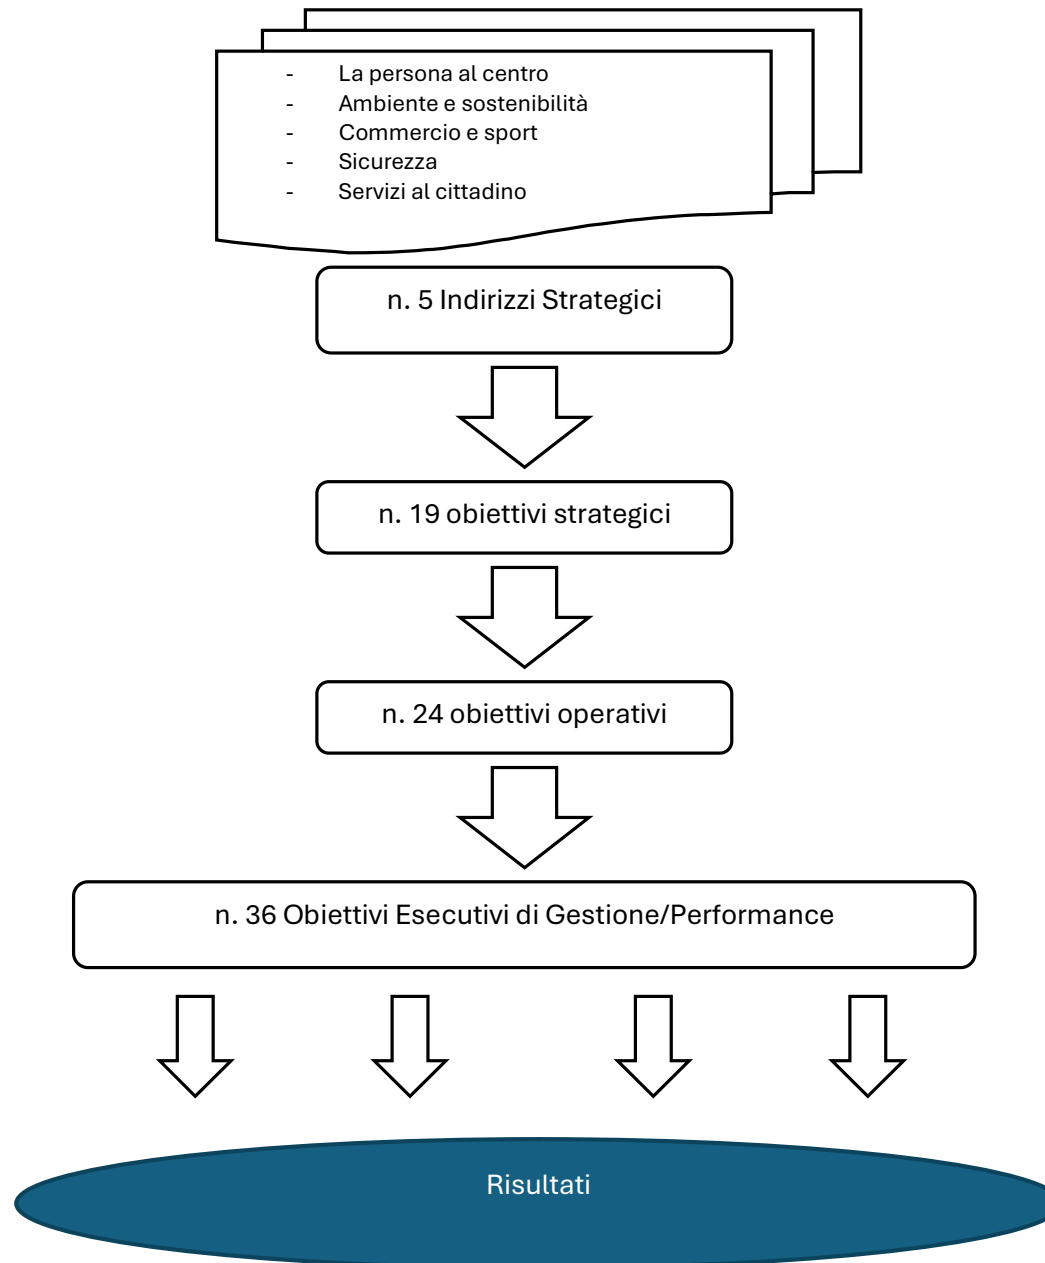 - La persona al centro
- Ambiente e sostenibilità
- Commercio e sport
- Sicurezza
- Servizi al cittadino
n. 5 Indirizzi Strategici
n. 19 obiettivi strategici
n. 24 obiettivi operativi
n. 36 Obiettivi Esecutivi di Gestione/Performance
Risultati